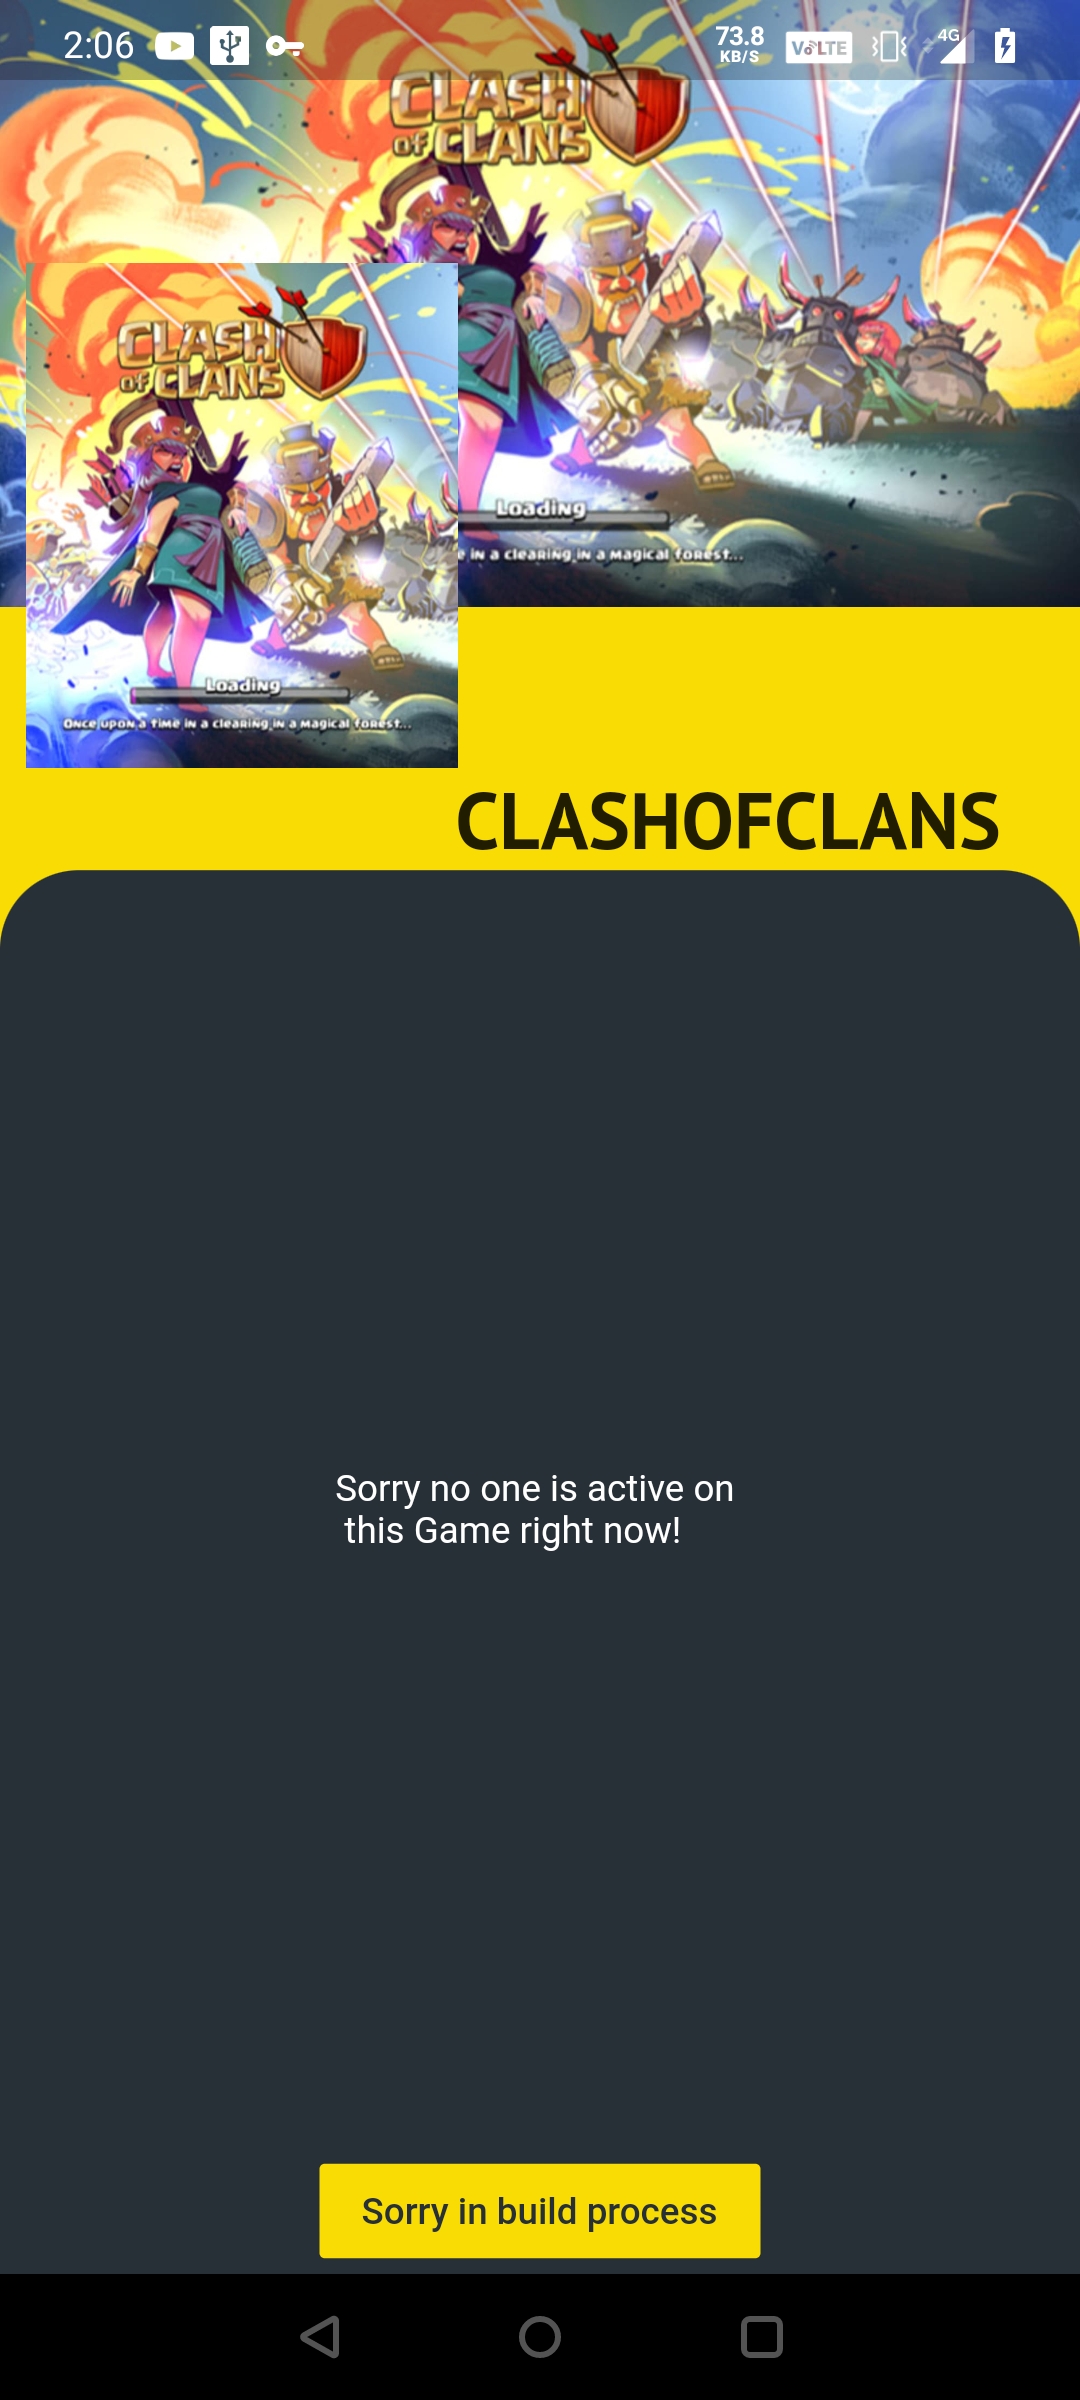 2:06
73.8
KB/S
VoLTE
4G
CLASH
OF CLANS
CLASH
OF CLANS
Loading
e in a clearing in a magical forest...
Loading
Once upon a time in a clearing in a magical forest...
CLASHOFCLANS
Sorry no one is active on
this Game right now!
Sorry in build process